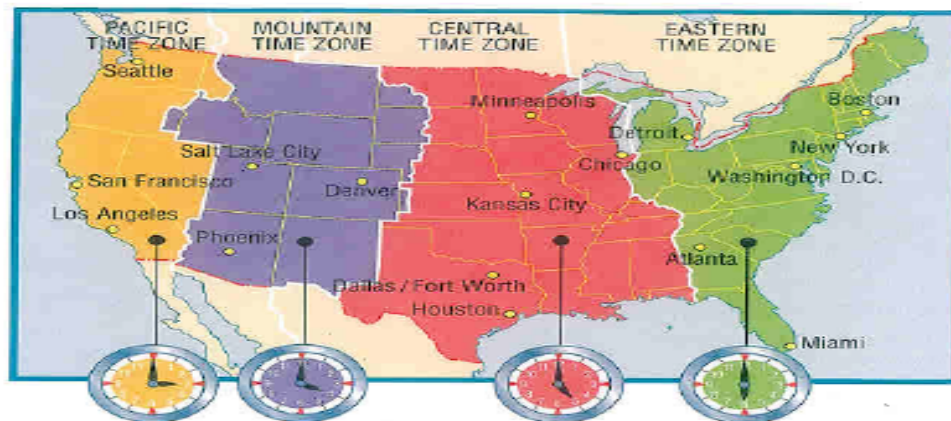 PACIFIC
TIME ZONE
MOUNTAIN
TIME ZONE
CENTRAL
TIME ZONE
EASTERN
TIME ZONE
Seattle
Minneapolis
Boston
Detroit
New York
Salt Lake City
Chicago
Washington D.C.
San Francisco
Denver
Kansas City
Los Angeles
Phoenix
Atlanta
Dallas/Fort Worth
Houston
Miami